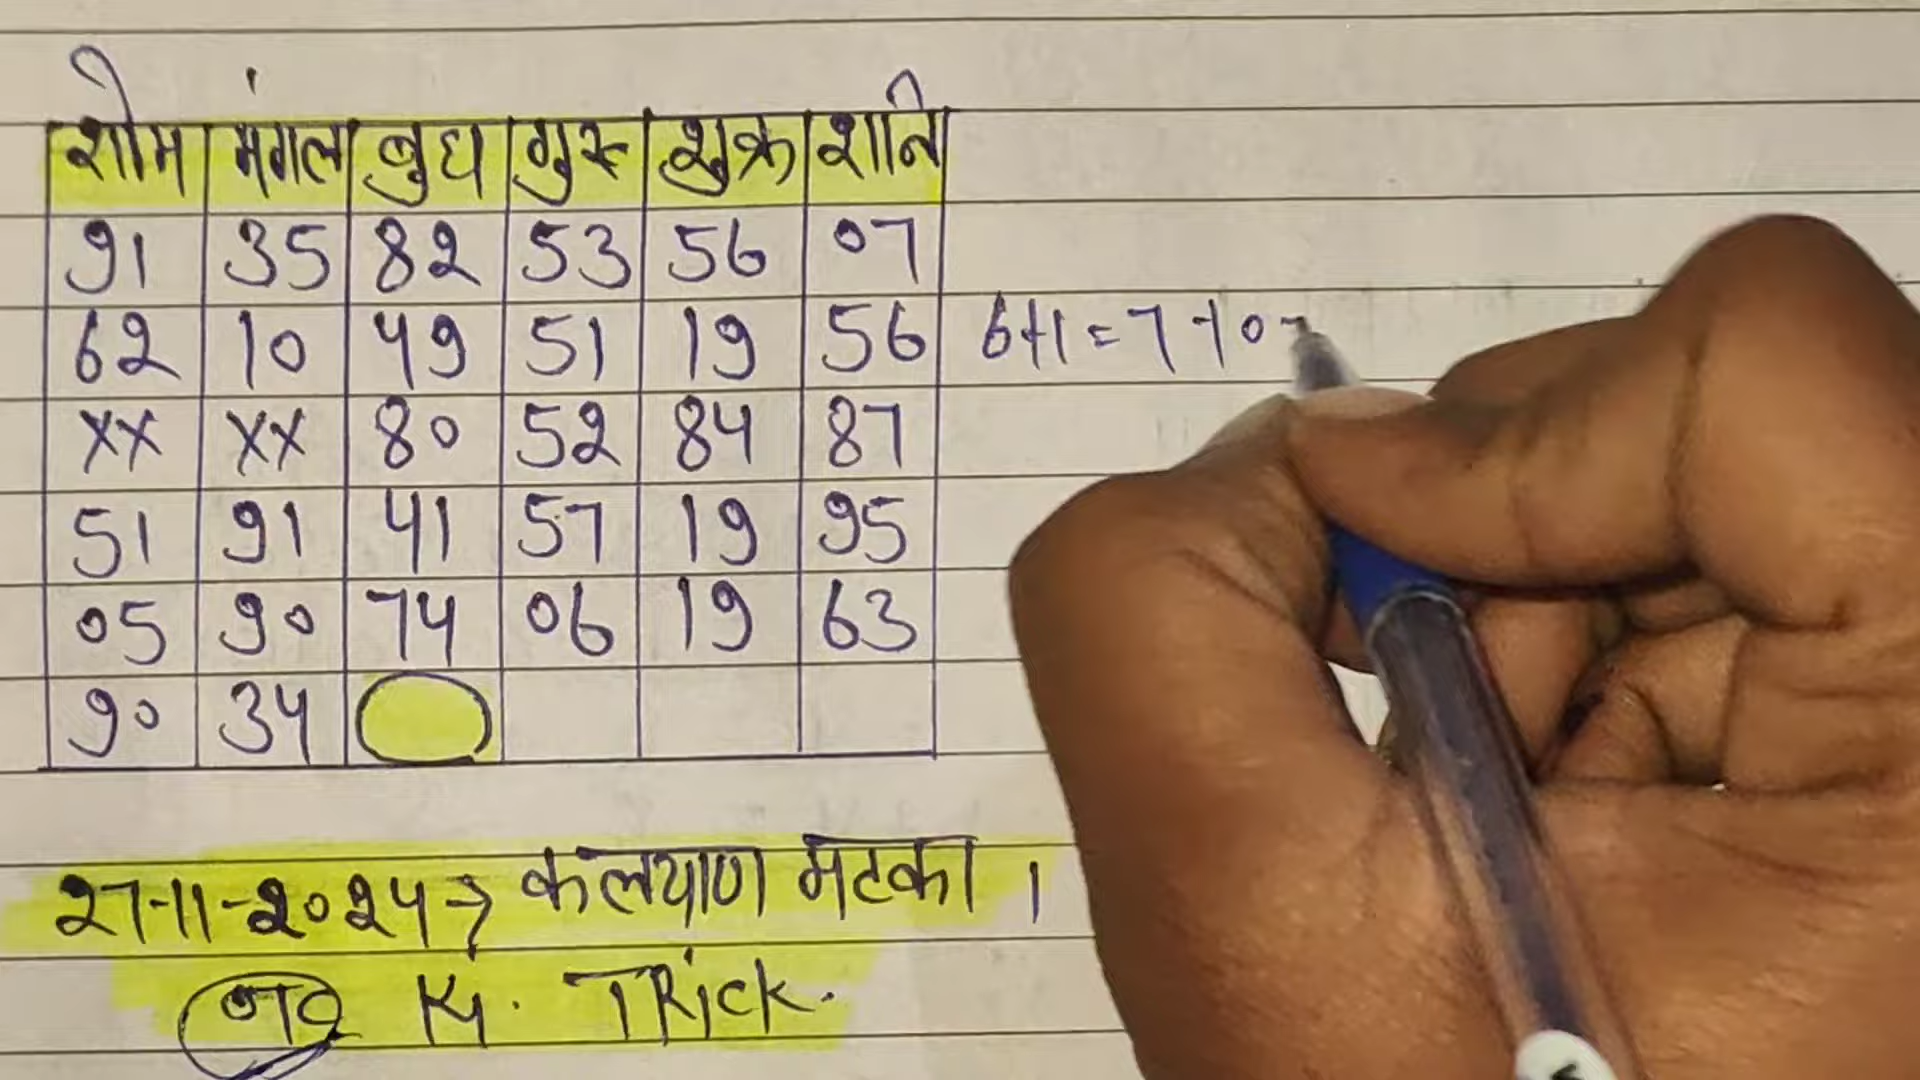 शोम मंगल बुध गुरु शुक्र शनि
91 35 82 53 56 07
62 10 49 51 19 56 6+1=7 +0
XX XX 80 52 84 87
51 91 41 57 19 95
05 90 74 06 19 63
90 34
27-11-2024 → कलयाण मटका ।
Ki. TRick.